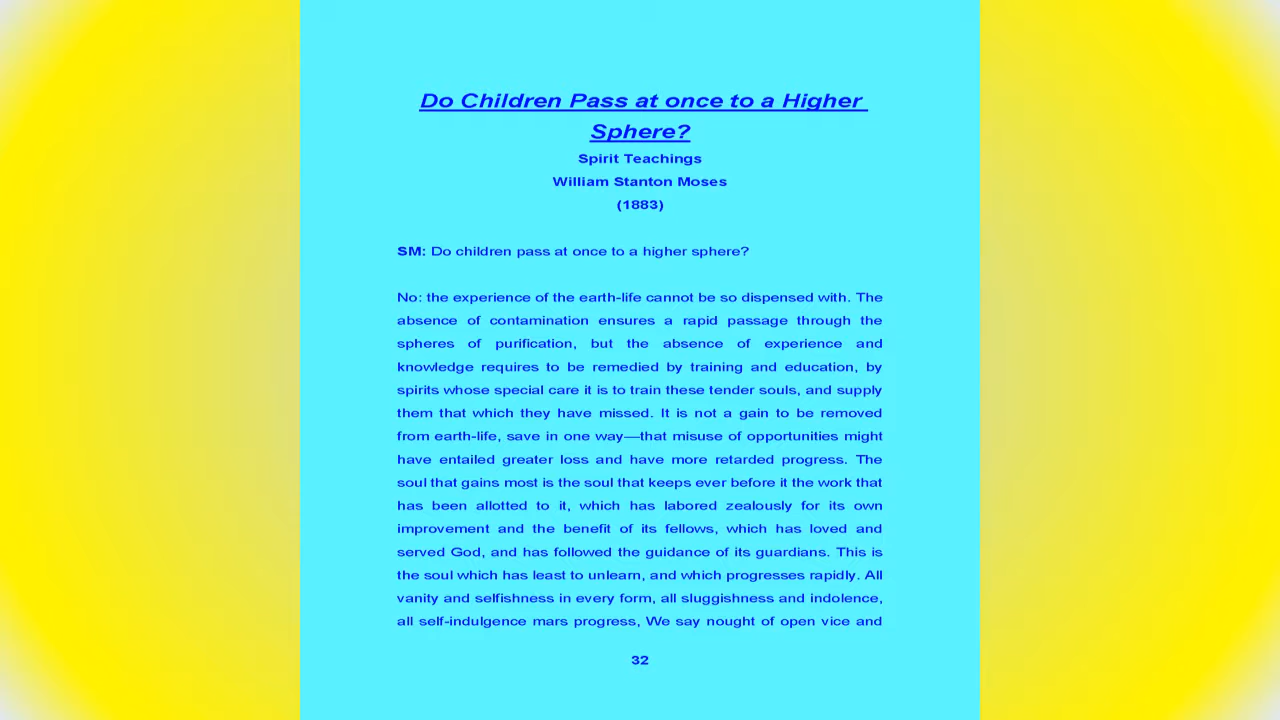 Do Children Pass at once to a Higher
Sphere?
Spirit Teachings
William Stanton Moses
(1883)
SM: Do children pass at once to a higher sphere?
No: the experience of the earth-life cannot be so dispensed with. The
absence of contamination ensures a rapid passage through the
spheres of purification, but the absence of experience and
knowledge requires to be remedied by training and education, by
spirits whose special care it is to train these tender souls, and supply
them that which they have missed. It is not a gain to be removed
from earth-life, save in one way—that misuse of opportunities might
have entailed greater loss and have more retarded progress. The
soul that gains most is the soul that keeps ever before it the work that
has been allotted to it, which has labored zealously for its own
improvement and the benefit of its fellows, which has loved and
served God, and has followed the guidance of its guardians. This is
the soul which has least to unlearn, and which progresses rapidly. All
vanity and selfishness in every form, all sluggishness and indolence,
all self-indulgence mars progress, We say nought of open vice and
32